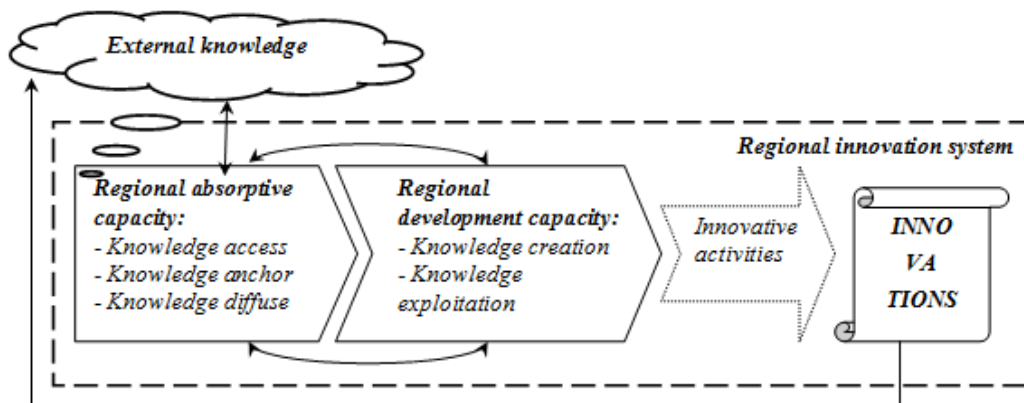 External knowledge
Regional innovation system
Regional absorptive
capacity:
- Knowledge access
- Knowledge anchor
- Knowledge diffuse
Regional
development capacity:
- Knowledge creation
- Knowledge
exploitation
Innovative
activities
INNO
VA
TIONS